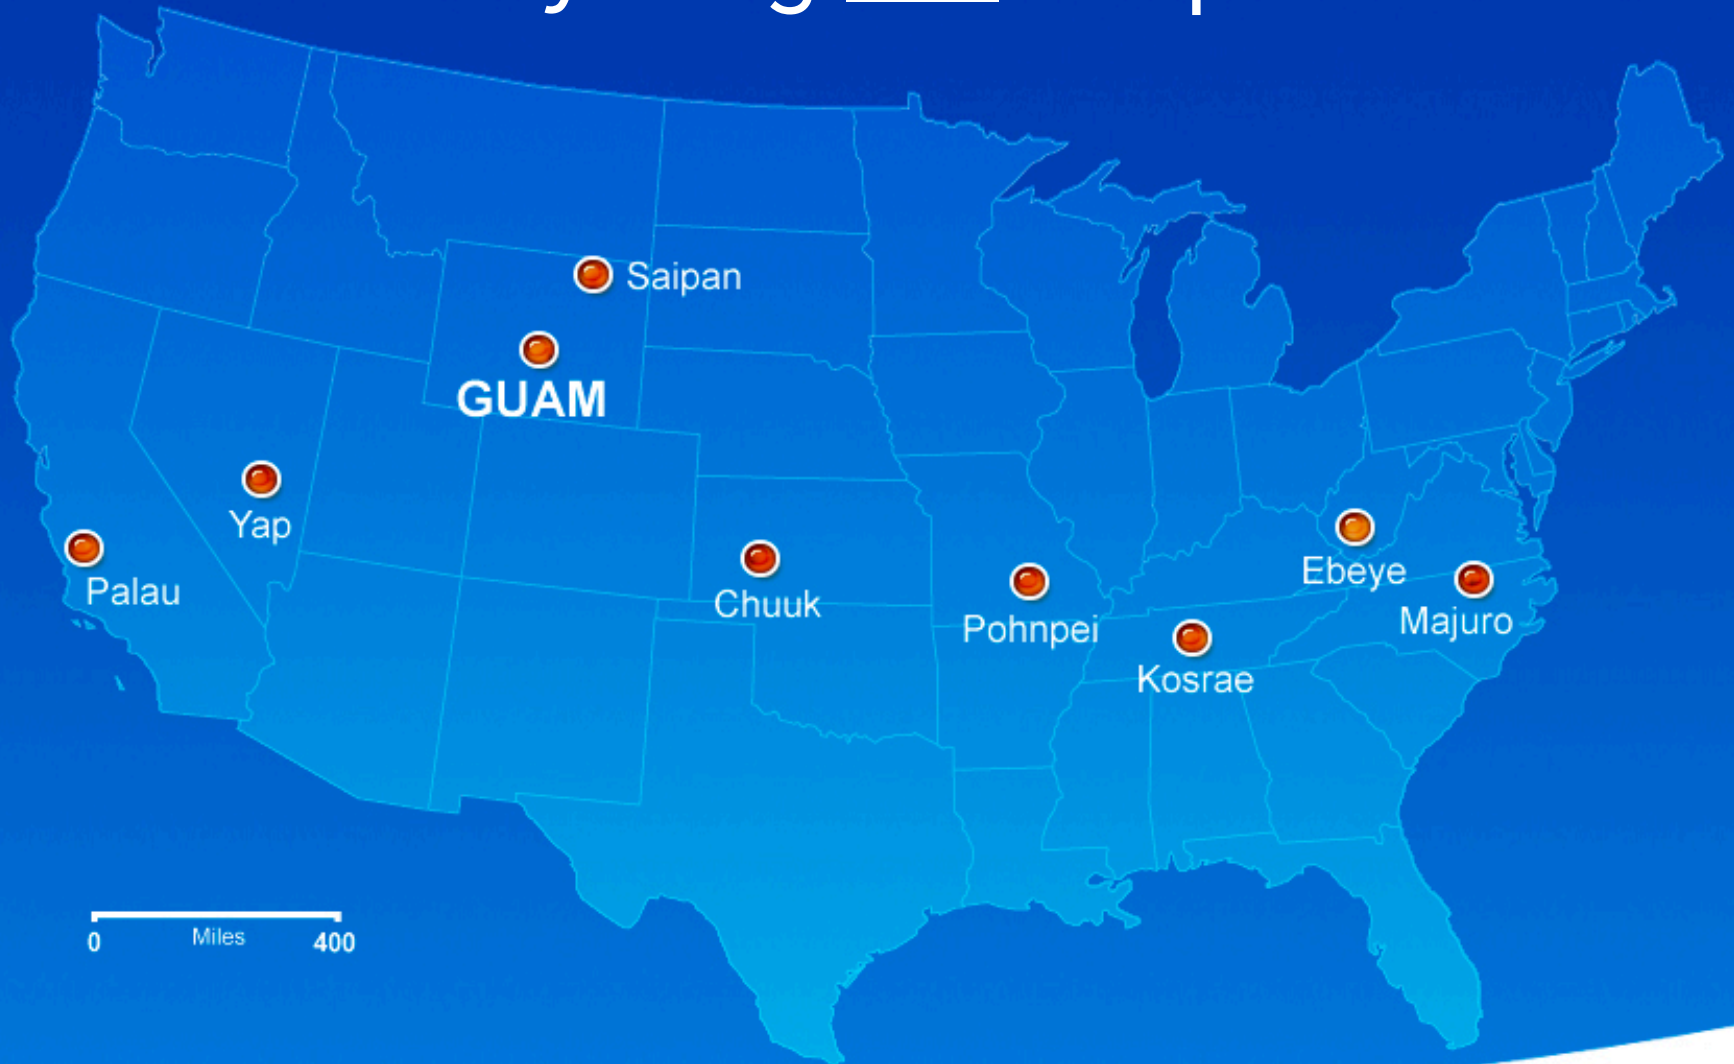 Saipan
GUAM
Yap
Palau
Chuuk
Pohnpei
Ebeye
Majuro
Kosrae
0 Miles 400